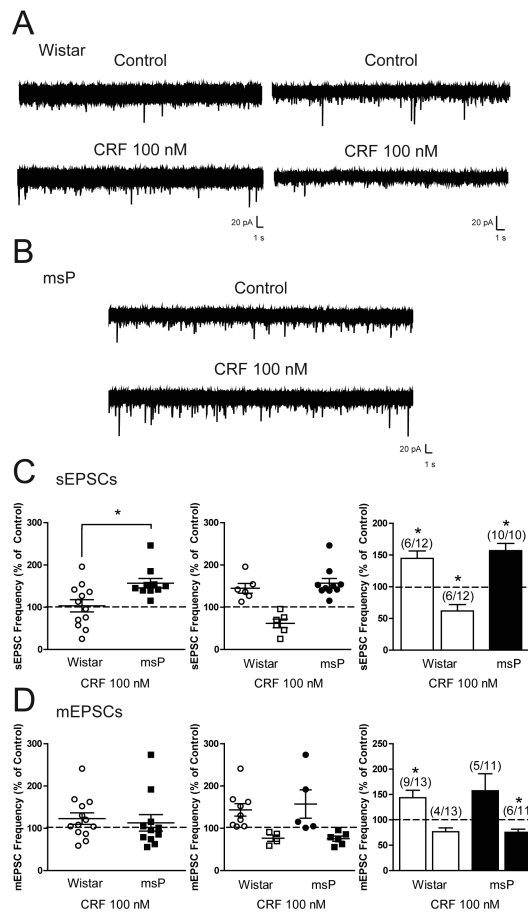 A
Wistar
Control
CRF 100 nM
20 pA
1 s
Control
CRF 100 nM
20 pA
1 s
B
msP
Control
CRF 100 nM
20 pA
1 s
C
sEPSCs
sEPSC Frequency (% of Control)
300
200
100
0
*
Wistar msP
CRF 100 nM
sEPSC Frequency (% of Control)
300
200
100
0
Wistar msP
CRF 100 nM
sEPSC Frequency (% of Control)
200
150
100
50
0
*
(6/12)
*
(6/12)
*
(10/10)
Wistar msP
CRF 100 nM
D
mEPSCs
mEPSC Frequency (% of Control)
300
200
100
0
Wistar msP
CRF 100 nM
mEPSC Frequency (% of Control)
300
200
100
0
Wistar msP
CRF 100 nM
mEPSC Frequency (% of Control)
200
150
100
50
0
*
(9/13)
(4/13)
(5/11)
*
(6/11)
Wistar msP
CRF 100 nM